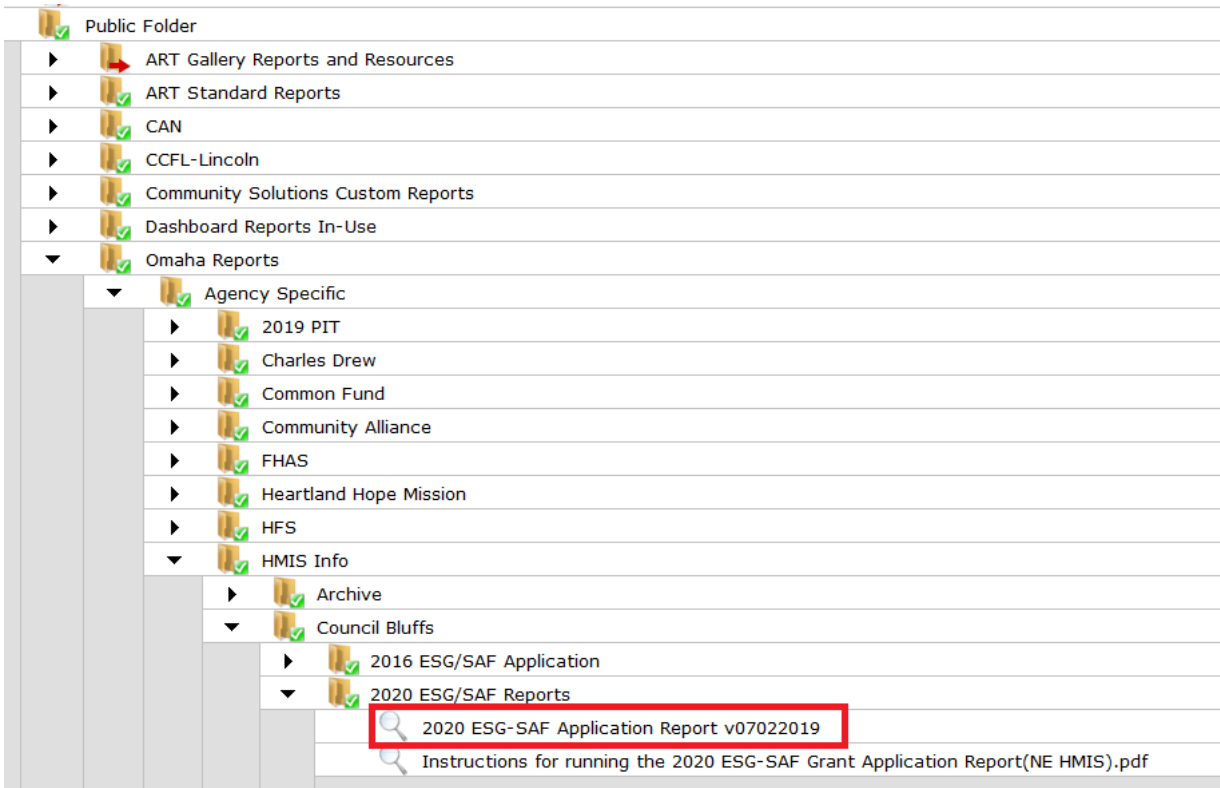 Public Folder
ART Gallery Reports and Resources
ART Standard Reports
CAN
CCFL-Lincoln
Community Solutions Custom Reports
Dashboard Reports In-Use
Omaha Reports
Agency Specific
2019 PIT
Charles Drew
Common Fund
Community Alliance
FHAS
Heartland Hope Mission
HFS
HMIS Info
Archive
Council Bluffs
2016 ESG/SAF Application
2020 ESG/SAF Reports
2020 ESG-SAF Application Report v07022019
Instructions for running the 2020 ESG-SAF Grant Application Report(NE HMIS).pdf